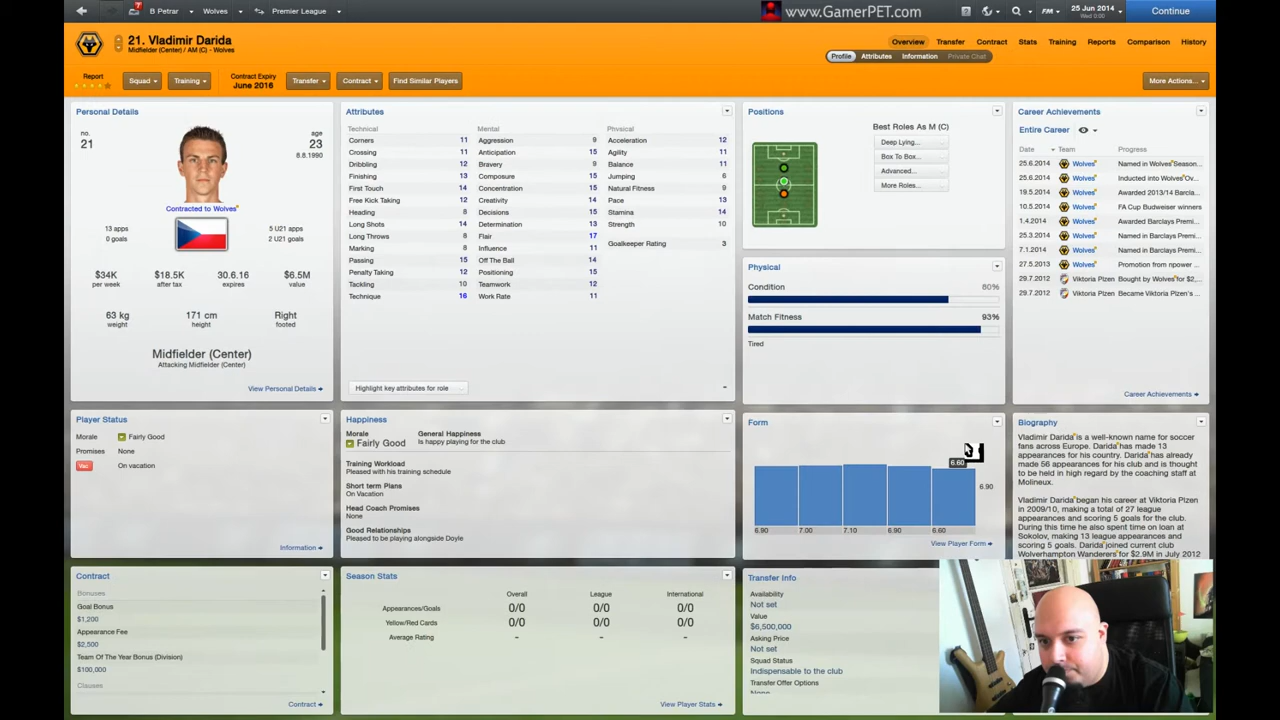 7
B Petrar
Wolves
Premier League
www.GamerPET.com
FM
25 Jun 2014
Wed 0:00
Continue
21. Vladimir Darida
Midfielder (Center) / AM (C) - Wolves
Overview Transfer Contract Stats Training Reports Comparison History
Profile Attributes Information Private Chat
Report
Squad
Training
Contract Expiry
June 2016
Transfer
Contract
Find Similar Players
More Actions...
Personal Details
no.
21
age
23
8.8.1990
Contracted to Wolves
13 apps
0 goals
5 U21 apps
2 U21 goals
$34K
per week
$18.5K
after tax
30.6.16
expires
$6.5M
value
63 kg
weight
171 cm
height
Right
footed
Midfielder (Center)
Attacking Midfielder (Center)
View Personal Details
Attributes
Technical Mental Physical
Corners 11 Aggression 9 Acceleration 12
Crossing 11 Anticipation 15 Agility 11
Dribbling 12 Bravery 9 Balance 11
Finishing 13 Composure 15 Jumping 6
First Touch 14 Concentration 15 Natural Fitness 9
Free Kick Taking 12 Creativity 14 Pace 13
Heading 8 Decisions 15 Stamina 14
Long Shots 14 Determination 13 Strength 10
Long Throws 8 Flair 17
Marking 8 Influence 11 Goalkeeper Rating 3
Passing 15 Off The Ball 14
Penalty Taking 12 Positioning 15
Tackling 10 Teamwork 12
Technique 16 Work Rate 11
Highlight key attributes for role
-
Positions
Best Roles As M (C)
Deep Lying...
Box To Box...
Advanced...
More Roles...
Physical
Condition 80%
Match Fitness 93%
Tired
Career Achievements
Entire Career
Date Team Progress
25.6.2014 Wolves Named in Wolves' Season...
25.6.2014 Wolves Inducted into Wolves' Ov...
19.5.2014 Wolves Awarded 2013/14 Barcla...
10.5.2014 Wolves FA Cup Budweiser winners
1.4.2014 Wolves Awarded Barclays Premi...
25.3.2014 Wolves Named in Barclays Premi...
7.1.2014 Wolves Named in Barclays Premi...
27.5.2013 Wolves Promotion from npower ...
29.7.2012 Viktoria Plzen Bought by Wolves for $2,...
29.7.2012 Viktoria Plzen Became Viktoria Plzen's ...
Career Achievements
Player Status
Morale Fairly Good
Promises None
Vac On vacation
Information
Happiness
Morale
Fairly Good
General Happiness
Is happy playing for the club
Training Workload
Pleased with his training schedule
Short term Plans
On Vacation
Head Coach Promises
None
Good Relationships
Pleased to be playing alongside Doyle
Form
6.60
6.90
6.90 7.00 7.10 6.90 6.60
View Player Form
Biography
Vladimir Darida is a well-known name for soccer
fans across Europe. Darida has made 13
appearances for his country. Darida has already
made 56 appearances for his club and is thought
to be held in high regard by the coaching staff at
Molineux.
Vladimir Darida began his career at Viktoria Plzen
in 2009/10, making a total of 27 league
appearances and scoring 5 goals for the club.
During this time he also spent time on loan at
Sokolov, making 13 league appearances and
scoring 5 goals. Darida joined current club
Wolverhampton Wanderers for $2.9M in July 2012
Contract
Bonuses
Goal Bonus
$1,200
Appearance Fee
$2,500
Team Of The Year Bonus (Division)
$100,000
Clauses
Contract
Season Stats
Overall League International
Appearances/Goals 0/0 0/0 0/0
Yellow/Red Cards 0/0 0/0 0/0
Average Rating - - -
View Player Stats
Transfer Info
Availability
Not set
Value
$6,500,000
Asking Price
Not set
Squad Status
Indispensable to the club
Transfer Offer Options
None